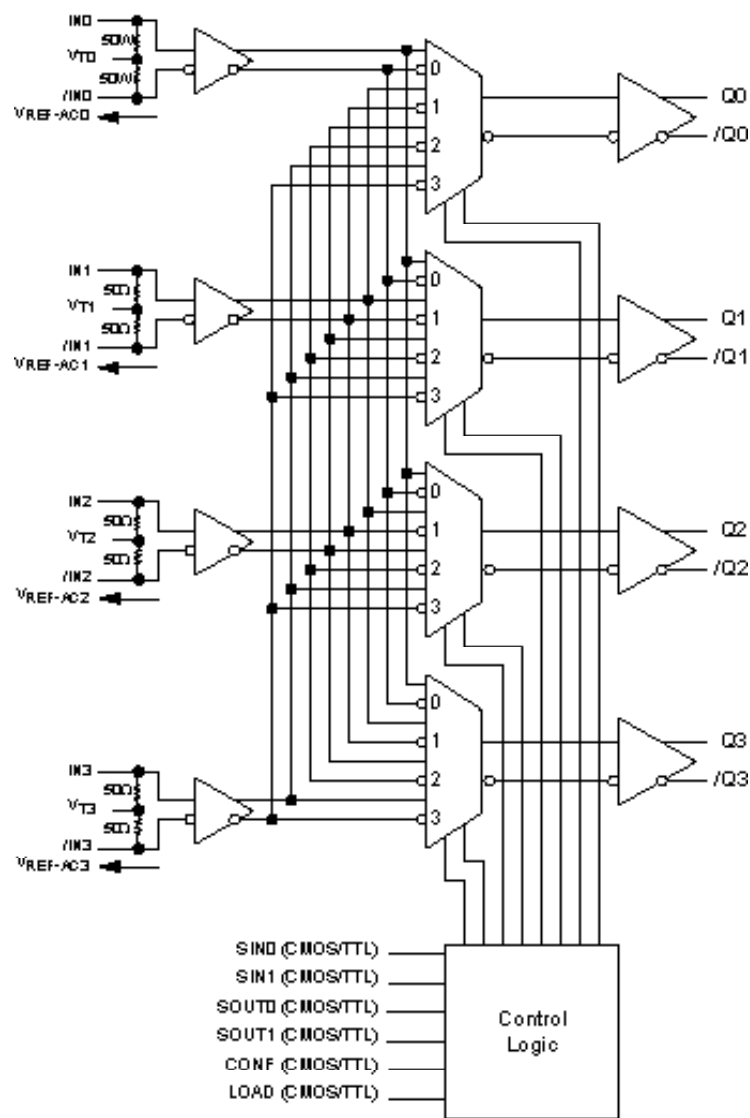 IN0
50W
VT0
50W
/IN0
VREF-AC0
0
1
2
3
Q0
/Q0
IN1
50Ω
VT1
50Ω
/IN1
VREF-AC1
0
1
2
3
Q1
/Q1
IN2
50Ω
VT2
50Ω
/IN2
VREF-AC2
0
1
2
3
Q2
/Q2
IN3
50Ω
VT3
50Ω
/IN3
VREF-AC3
0
1
2
3
Q3
/Q3
SIN0 (CMOS/TTL)
SIN1 (CMOS/TTL)
SOUT0 (CMOS/TTL)
SOUT1 (CMOS/TTL)
CONF (CMOS/TTL)
LOAD (CMOS/TTL)
Control
Logic